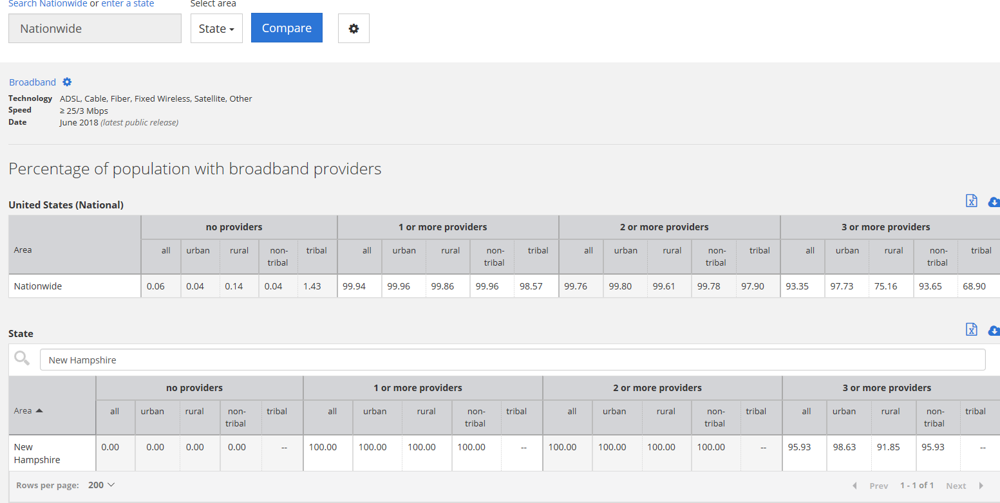 Search Nationwide or enter a state
Select area
Nationwide
State
Compare
Broadband
Technology ADSL, Cable, Fiber, Fixed Wireless, Satellite, Other
Speed ≥ 25/3 Mbps
Date June 2018 (latest public release)
Percentage of population with broadband providers
United States (National)
no providers 1 or more providers 2 or more providers 3 or more providers
Area all urban rural non-tribal tribal all urban rural non-tribal tribal all urban rural non-tribal tribal all urban rural non-tribal tribal
Nationwide 0.06 0.04 0.14 0.04 1.43 99.94 99.96 99.86 99.96 98.57 99.76 99.80 99.61 99.78 97.90 93.35 97.73 75.16 93.65 68.90
State
New Hampshire
no providers 1 or more providers 2 or more providers 3 or more providers
Area all urban rural non-tribal tribal all urban rural non-tribal tribal all urban rural non-tribal tribal all urban rural non-tribal tribal
New Hampshire 0.00 0.00 0.00 0.00 -- 100.00 100.00 100.00 100.00 -- 100.00 100.00 100.00 100.00 -- 95.93 98.63 91.85 95.93 --
Rows per page: 200 Prev 1 - 1 of 1 Next